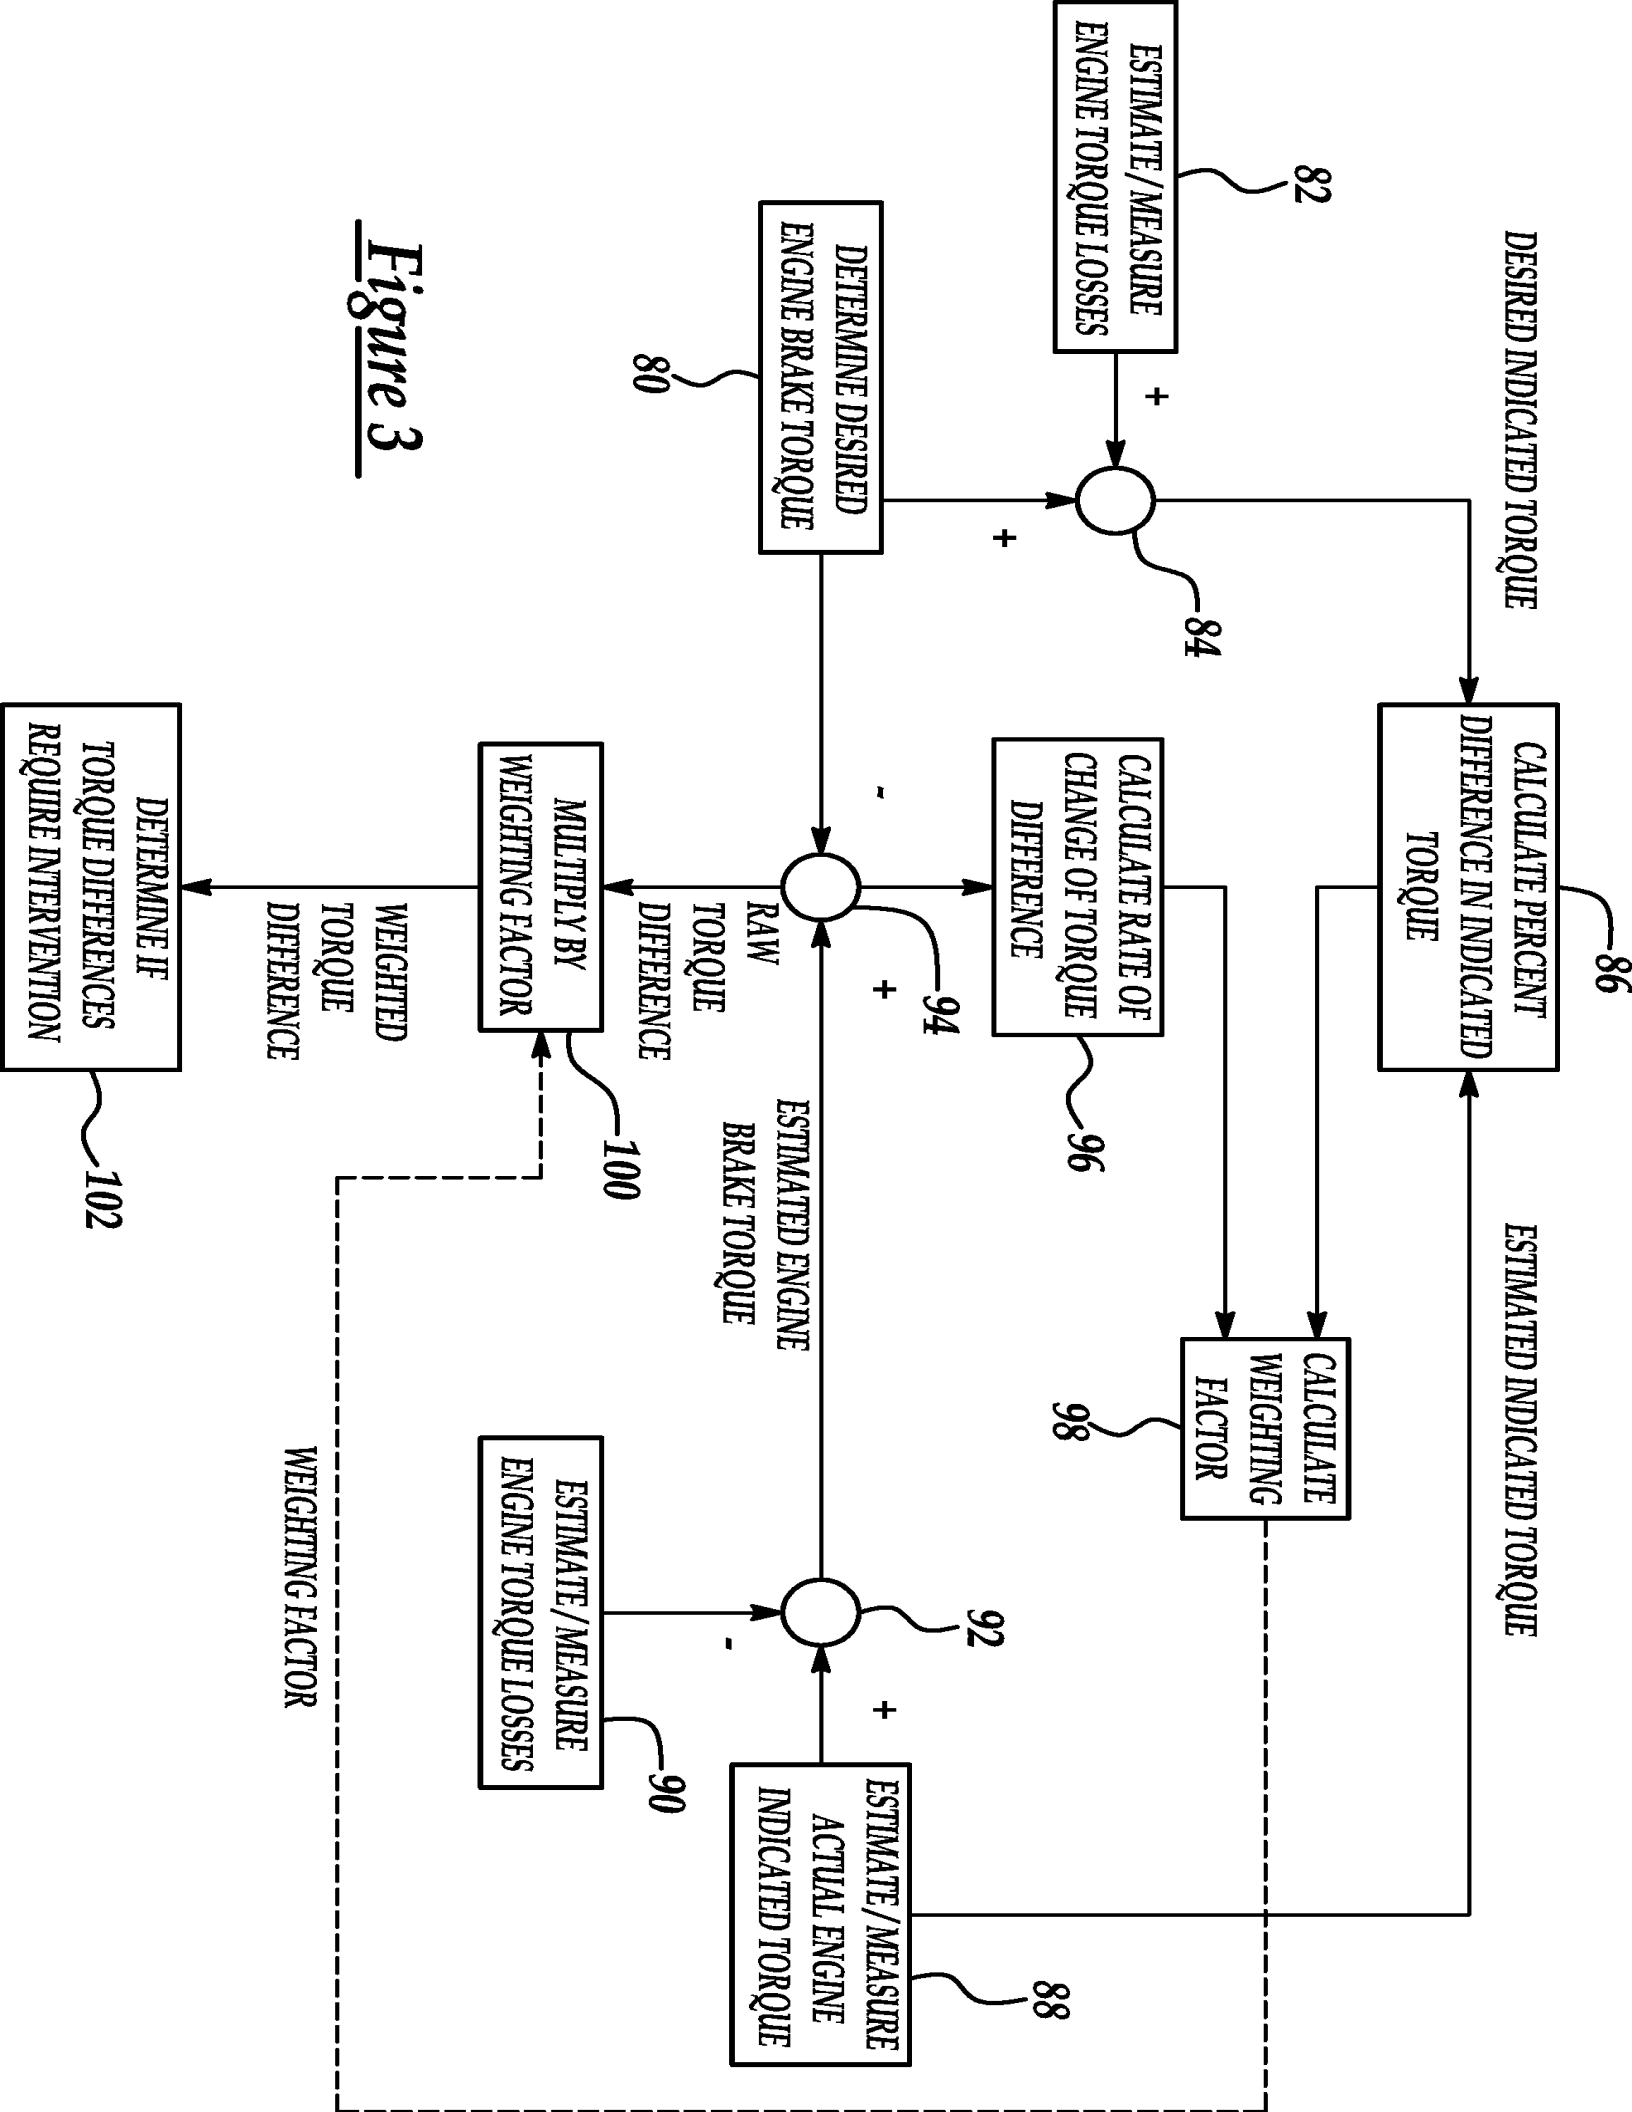 DESIRED INDICATED TORQUE
ESTIMATED INDICATED TORQUE
86
CALCULATE PERCENT
DIFFERENCE IN INDICATED
TORQUE
82
ESTIMATE/MEASURE
ENGINE TORQUE LOSSES
+
84
+
CALCULATE
WEIGHTING
FACTOR
98
CALCULATE RATE OF
CHANGE OF TORQUE
DIFFERENCE
96
88
94
92
DETERMINE DESIRED
ENGINE BRAKE TORQUE
80
-
+
+
ESTIMATE/MEASURE
ACTUAL ENGINE
INDICATED TORQUE
RAW
TORQUE
DIFFERENCE
ESTIMATED ENGINE
BRAKE TORQUE
-
90
100
MULTIPLY BY
WEIGHTING FACTOR
ESTIMATE/MEASURE
ENGINE TORQUE LOSSES
WEIGHTED
TORQUE
DIFFERENCE
WEIGHTING FACTOR
DETERMINE IF
TORQUE DIFFERENCES
REQUIRE INTERVENTION
102
Figure 3